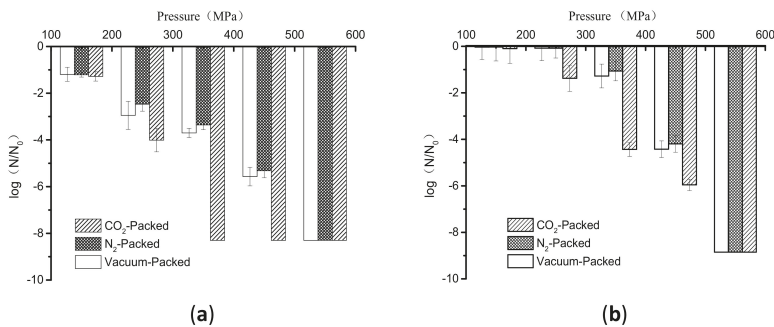 Pressure（MPa）
100 200 300 400 500 600
0
-2
-4
-6
-8
-10
log（N/N₀）
CO₂-Packed
N₂-Packed
Vacuum-Packed
(a)
Pressure（MPa）
100 200 300 400 500 600
0
-2
-4
-6
-8
-10
log（N/N₀）
CO₂-Packed
N₂-Packed
Vacuum-Packed
(b)